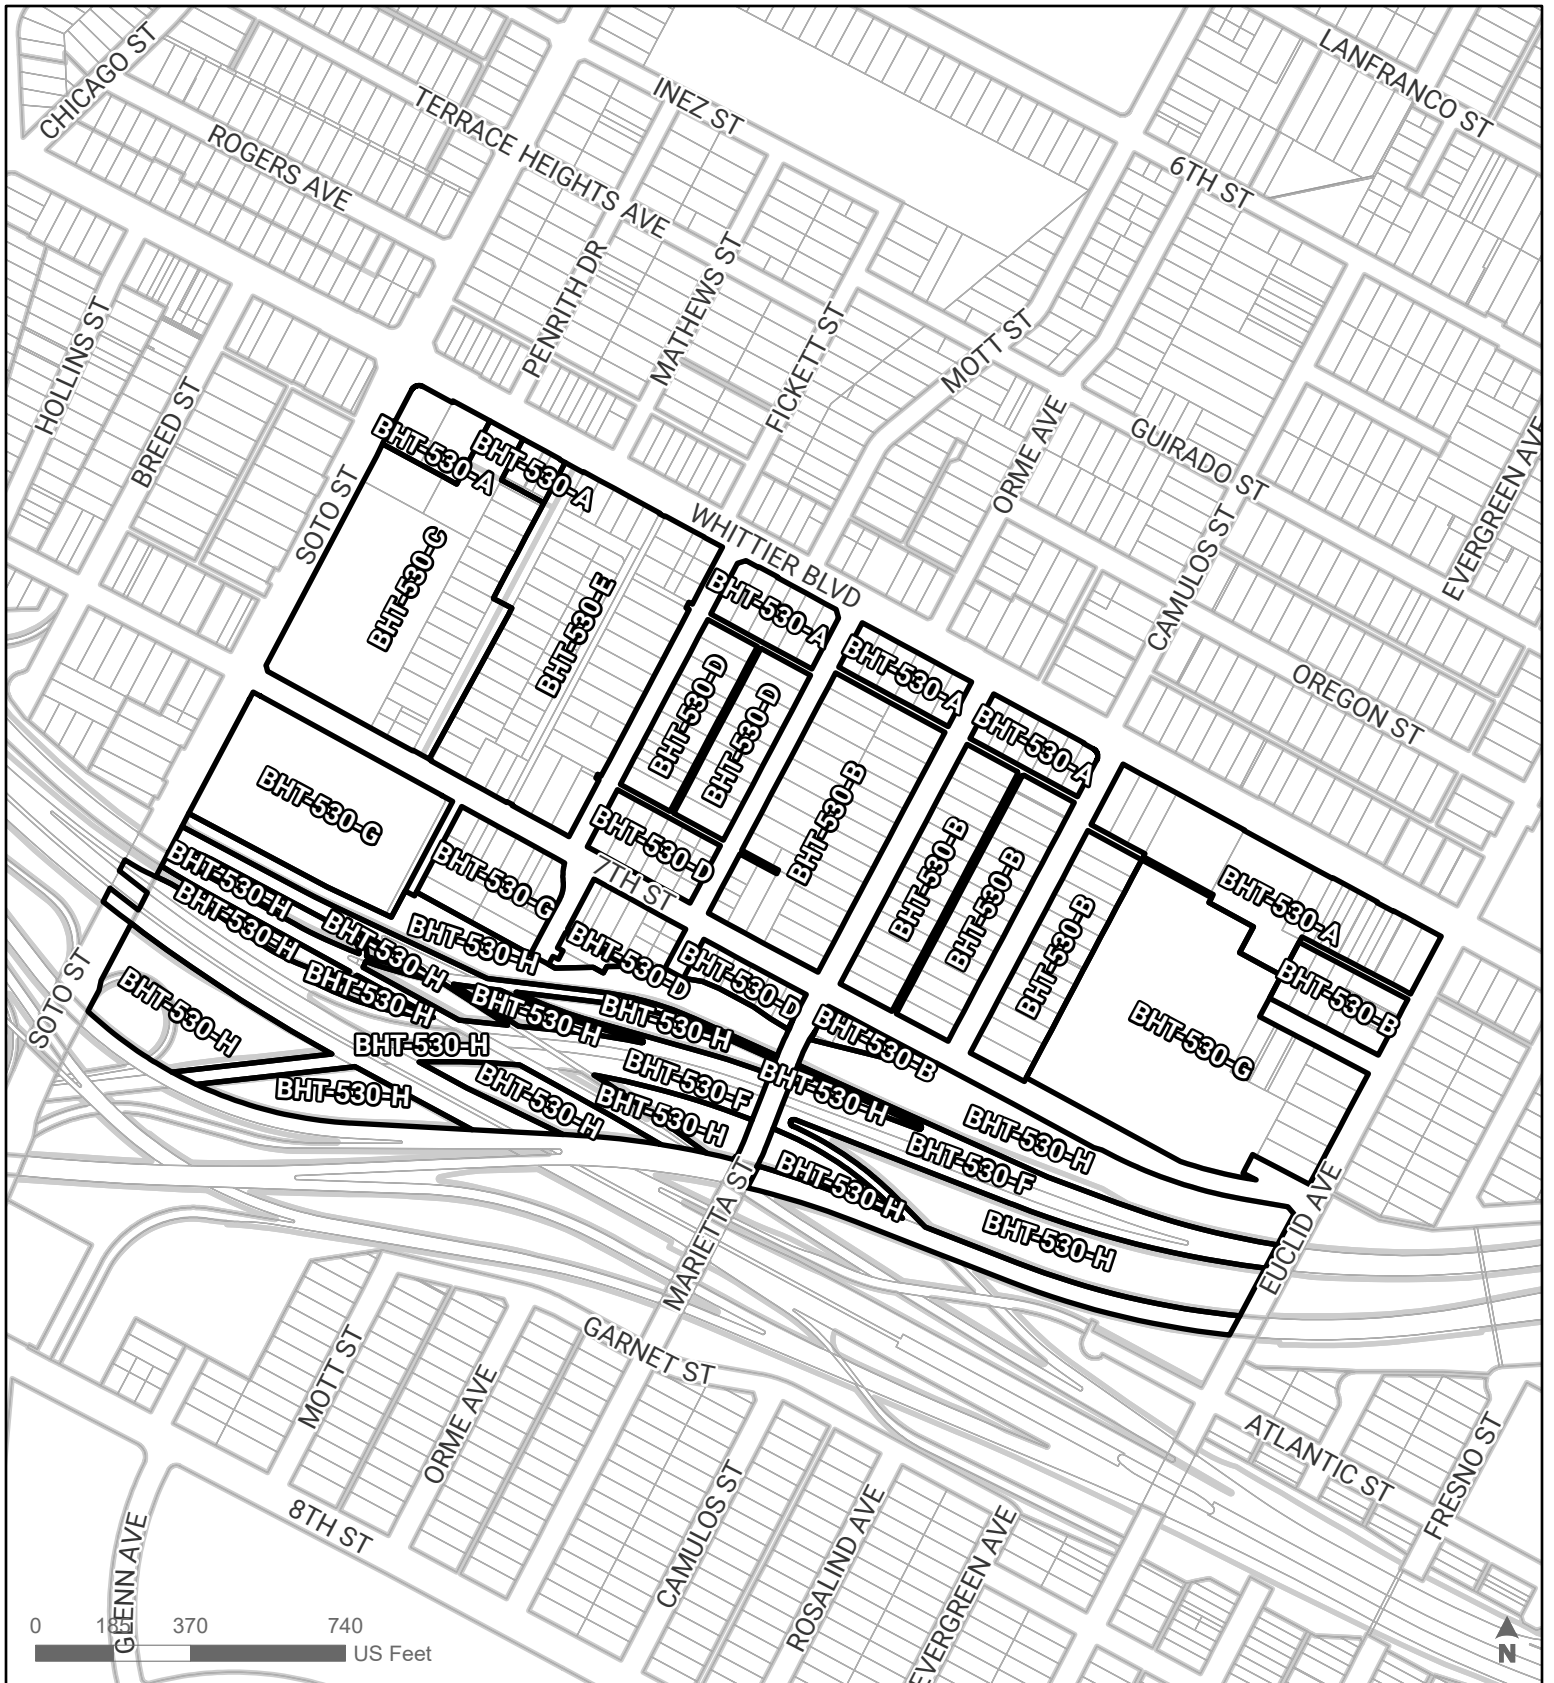 CHICAGO ST
LANFRANCO ST
INEZ ST
TERRACE HEIGHTS AVE
ROGERS AVE
6TH ST
PENRITH DR
MATHEWS ST
FICKETT ST
MOTT ST
HOLLINS ST
BREED ST
SOTO ST
ORME AVE
GUIRADO ST
CAMULOS ST
EVERGREEN AVE
WHITTIER BLVD
OREGON ST
BHT-530-A
BHT-530-A
BHT-530-C
BHT-530-E
BHT-530-A
BHT-530-A
BHT-530-A
BHT-530-D
BHT-530-D
BHT-530-B
BHT-530-G
BHT-530-D
7TH ST
BHT-530-G
BHT-530-B
BHT-530-B
BHT-530-B
BHT-530-A
BHT-530-H
BHT-530-H
BHT-530-H
BHT-530-H
BHT-530-D
BHT-530-D
BHT-530-B
BHT-530-H
BHT-530-H
BHT-530-H
BHT-530-H
BHT-530-B
BHT-530-G
SOTO ST
BHT-530-H
BHT-530-F
BHT-530-H
BHT-530-H
BHT-530-H
BHT-530-H
BHT-530-H
BHT-530-H
BHT-530-F
BHT-530-H
BHT-530-H
MARIETTA ST
EUCLID AVE
GARNET ST
MOTT ST
ORME AVE
ATLANTIC ST
FRESNO ST
8TH ST
CAMULOS ST
ROSALIND AVE
EVERGREEN AVE
GLENN AVE
0 185 370 740
US Feet
N